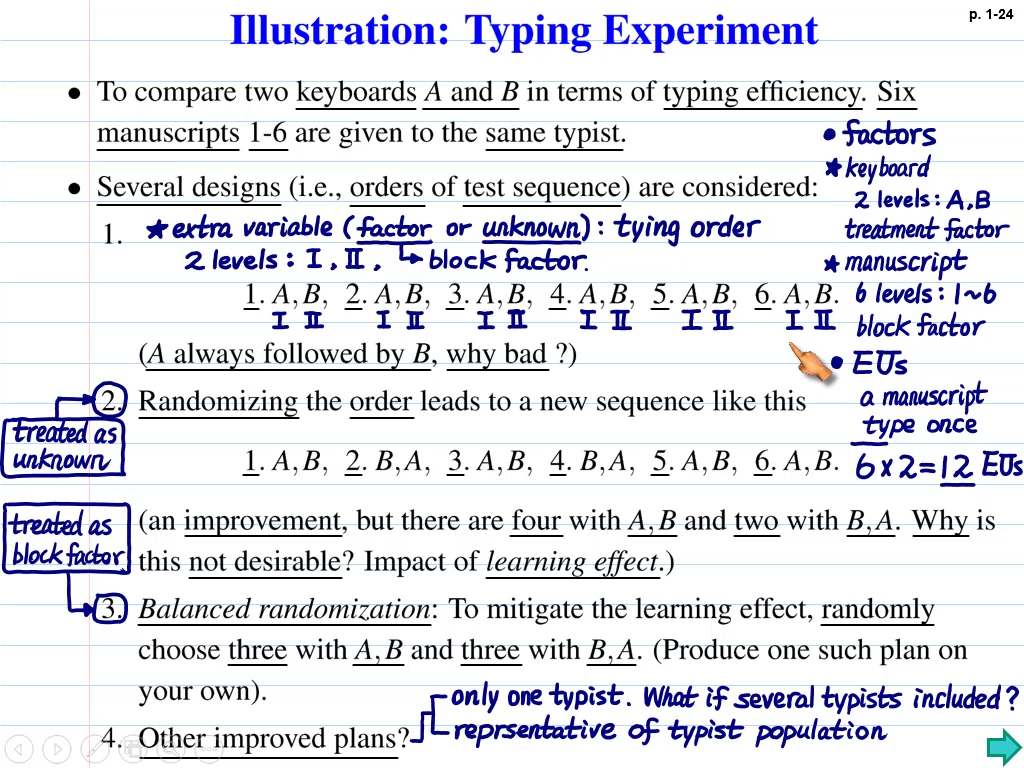 p. 1-24
Illustration: Typing Experiment
• To compare two keyboards A and B in terms of typing efficiency. Six
manuscripts 1-6 are given to the same typist.
• Several designs (i.e., orders of test sequence) are considered:
1. ★extra variable (factor or unknown): tying order
2 levels: I, II, → block factor.
1. A,B, 2. A,B, 3. A,B, 4. A,B, 5. A,B, 6. A,B.
I II I II I II I II I II I II
(A always followed by B, why bad ?)
2. Randomizing the order leads to a new sequence like this
treated as
unknown
1. A,B, 2. B,A, 3. A,B, 4. B,A, 5. A,B, 6. A,B.
(an improvement, but there are four with A,B and two with B,A. Why is
this not desirable? Impact of learning effect.)
treated as
block factor
3. Balanced randomization: To mitigate the learning effect, randomly
choose three with A,B and three with B,A. (Produce one such plan on
your own).
4. Other improved plans?
only one typist. What if several typists included?
reprsentative of typist population
• factors
★ keyboard
2 levels: A,B
treatment factor
★ manuscript
6 levels: 1~6
block factor
• EUs
a manuscript
type once
6×2=12 EUs